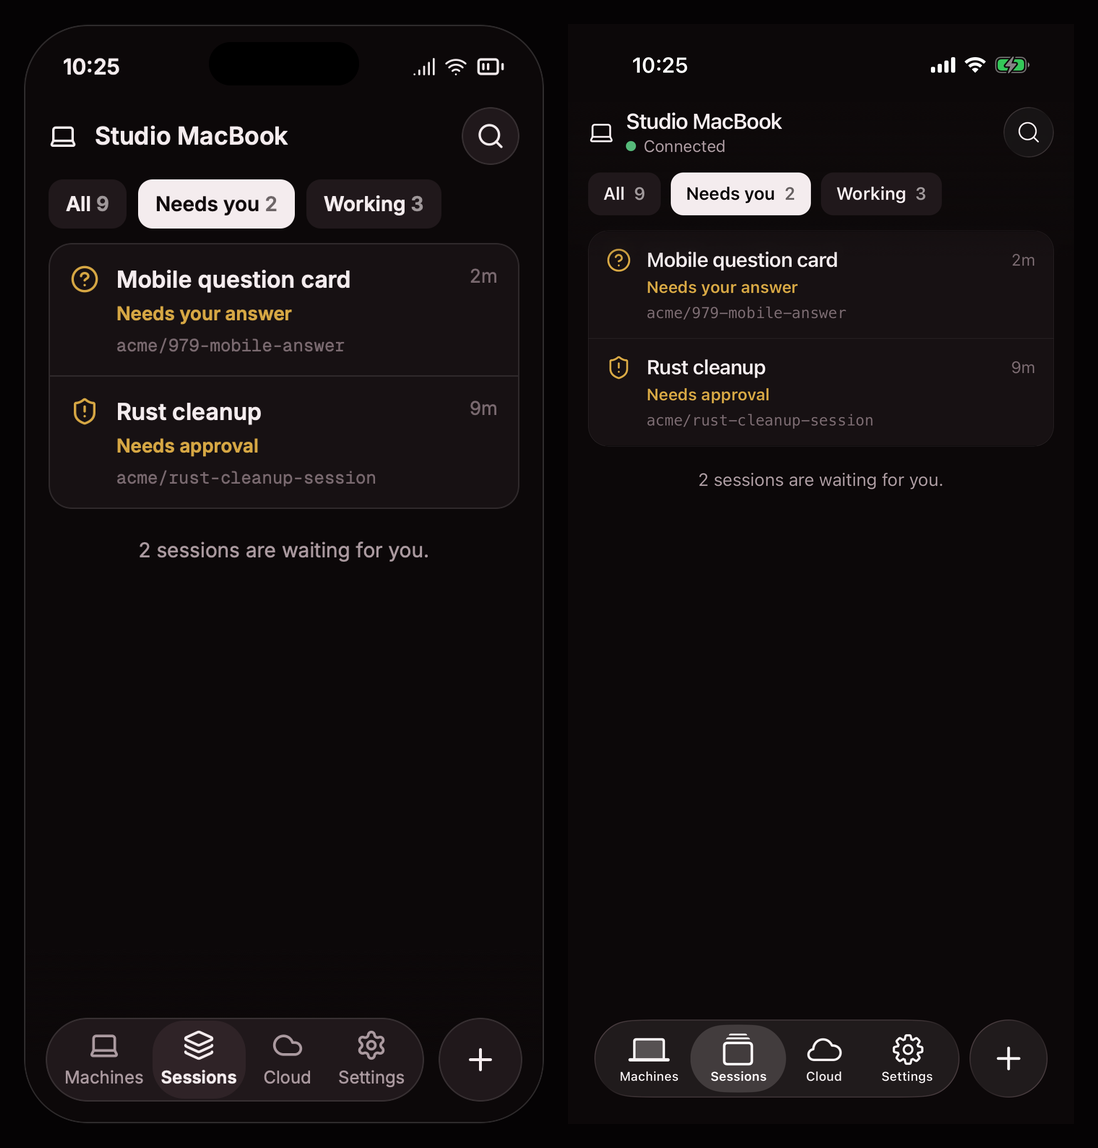 10:25
Studio MacBook
All 9
Needs you 2
Working 3
Mobile question card
2m
Needs your answer
acme/979-mobile-answer
Rust cleanup
9m
Needs approval
acme/rust-cleanup-session
2 sessions are waiting for you.
Machines
Sessions
Cloud
Settings
10:25
Studio MacBook
Connected
All 9
Needs you 2
Working 3
Mobile question card
2m
Needs your answer
acme/979-mobile-answer
Rust cleanup
9m
Needs approval
acme/rust-cleanup-session
2 sessions are waiting for you.
Machines
Sessions
Cloud
Settings